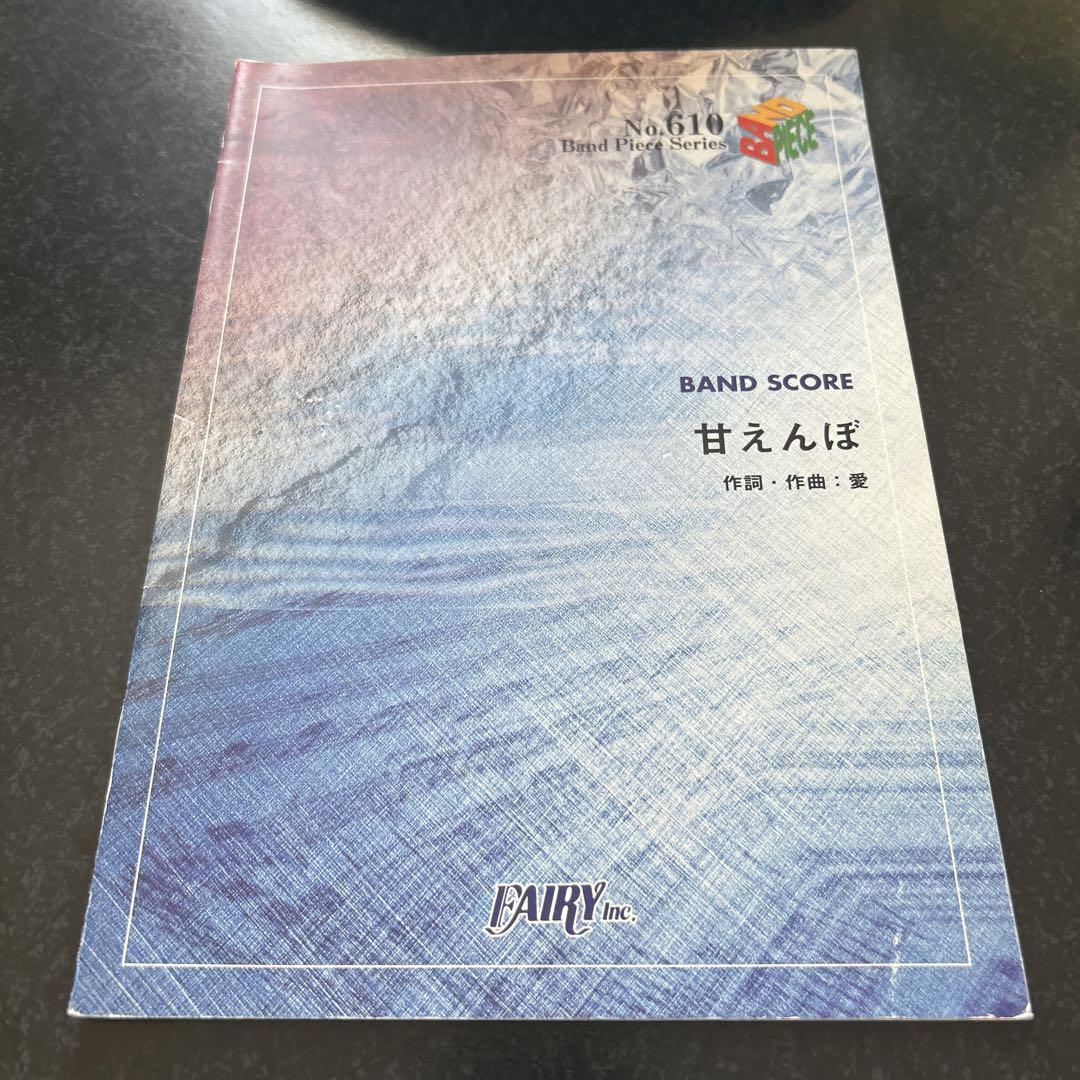 No.610
Band Piece Series
BAND PIECE
BAND SCORE
甘えんぼ
作詞・作曲：愛
FAIRY Inc.